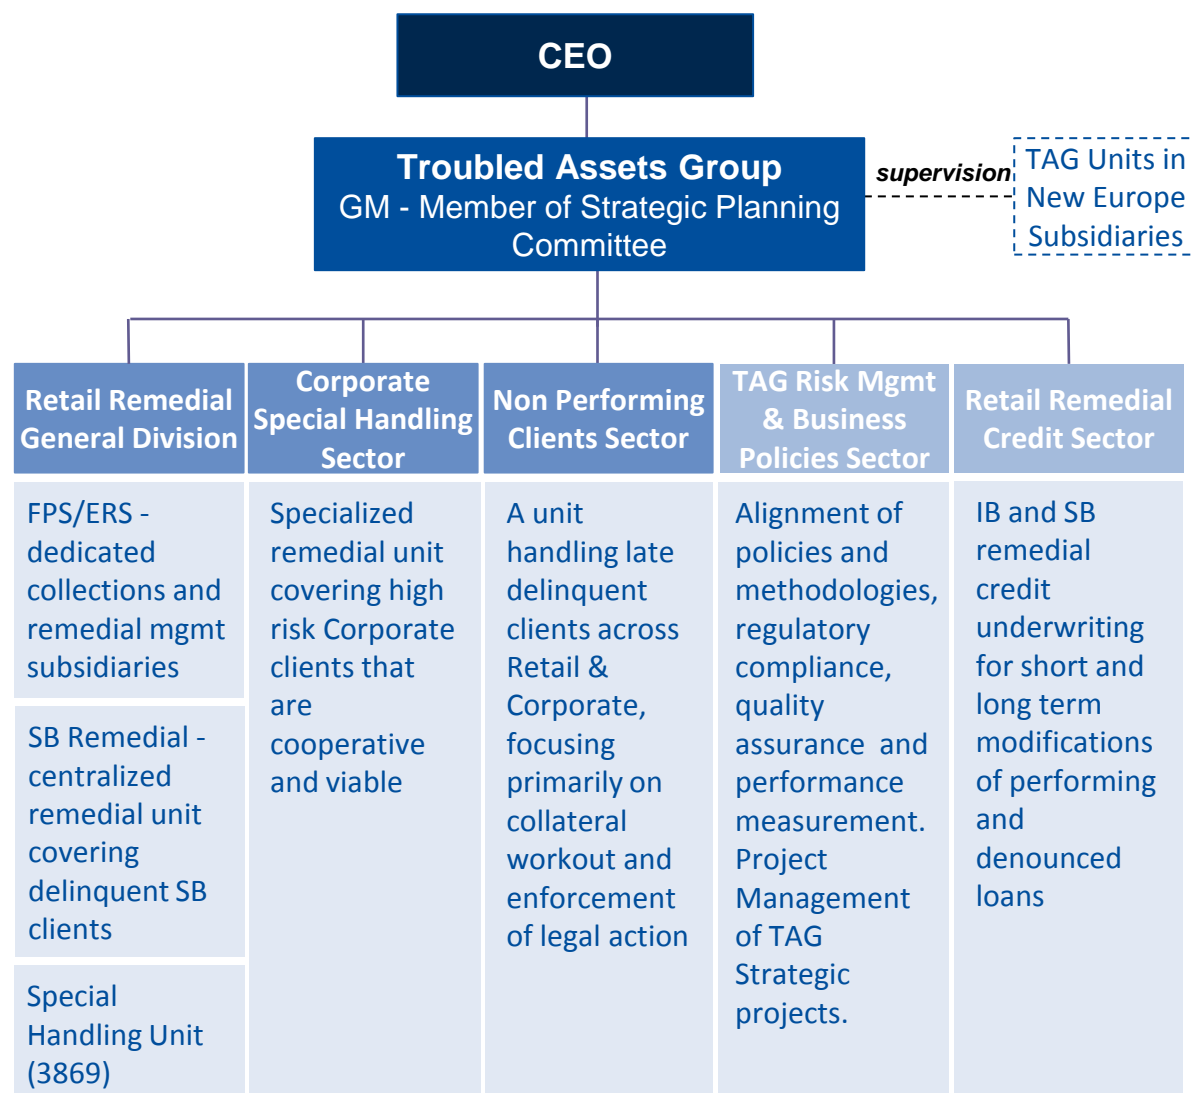 CEO
Troubled Assets Group
GM - Member of Strategic Planning
Committee
supervision
TAG Units in
New Europe
Subsidiaries
Retail Remedial
General Division
FPS/ERS -
dedicated
collections and
remedial mgmt
subsidiaries
SB Remedial -
centralized
remedial unit
covering
delinquent SB
clients
Special
Handling Unit
(3869)
Corporate
Special Handling
Sector
Specialized
remedial unit
covering high
risk Corporate
clients that
are
cooperative
and viable
Non Performing
Clients Sector
A unit
handling late
delinquent
clients across
Retail &
Corporate,
focusing
primarily on
collateral
workout and
enforcement
of legal action
TAG Risk Mgmt
& Business
Policies Sector
Alignment of
policies and
methodologies,
regulatory
compliance,
quality
assurance and
performance
measurement.
Project
Management
of TAG
Strategic
projects.
Retail Remedial
Credit Sector
IB and SB
remedial
credit
underwriting
for short and
long term
modifications
of performing
and
denounced
loans